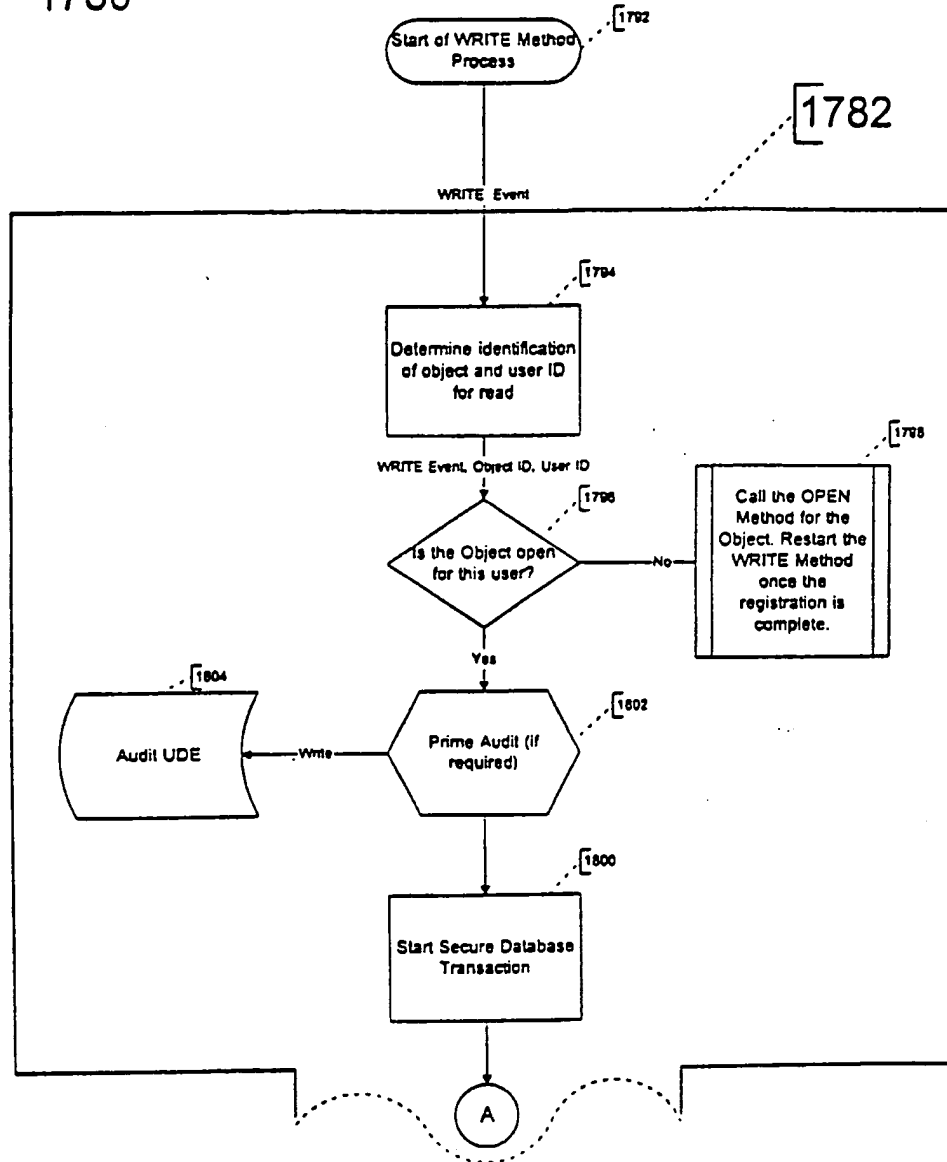 1792
Start of WRITE Method
Process
1782
WRITE Event
1794
Determine identification
of object and user ID
for read
WRITE Event, Object ID, User ID
1796
1798
Is the Object open
for this user?
No
Call the OPEN
Method for the
Object. Restart the
WRITE Method
once the
registration is
complete.
Yes
1804
1802
Audit UDE
Write
Prime Audit (if
required)
1800
Start Secure Database
Transaction
A